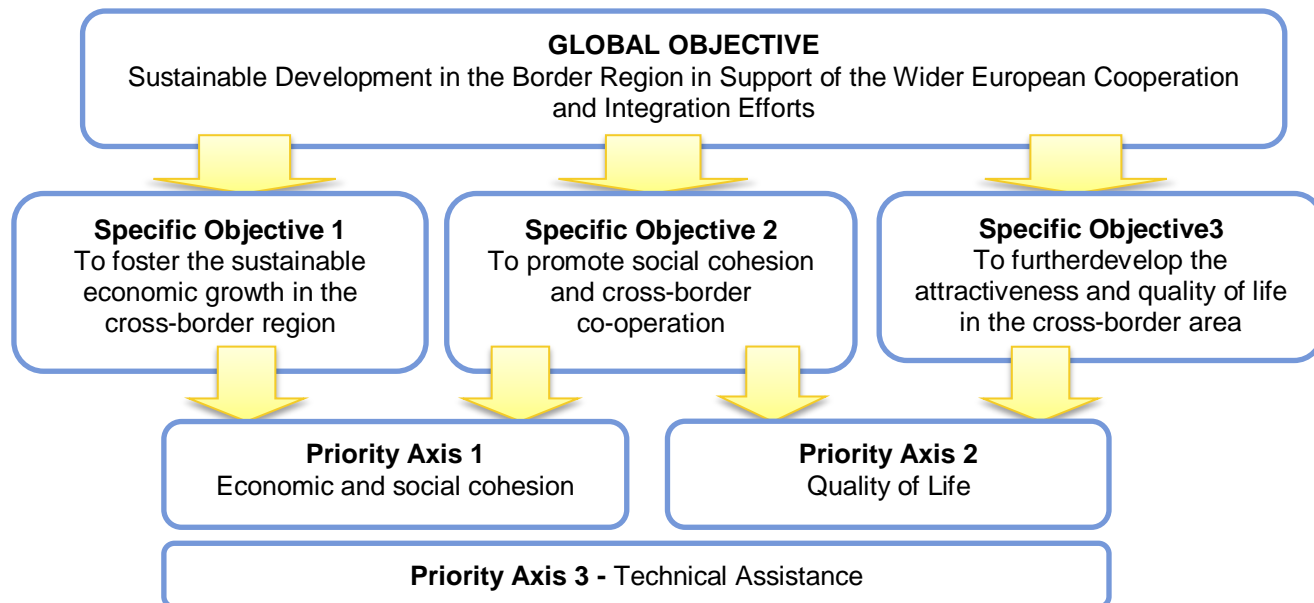 GLOBAL OBJECTIVE
Sustainable Development in the Border Region in Support of the Wider European Cooperation
and Integration Efforts
Specific Objective 1
To foster the sustainable
economic growth in the
cross-border region
Specific Objective 2
To promote social cohesion
and cross-border
co-operation
Specific Objective3
To furtherdevelop the
attractiveness and quality of life
in the cross-border area
Priority Axis 1
Economic and social cohesion
Priority Axis 2
Quality of Life
Priority Axis 3 - Technical Assistance